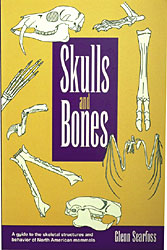 Skulls
and
Bones
A guide to the skeletal structures and
behavior of North American mammals
Glenn Searfoss